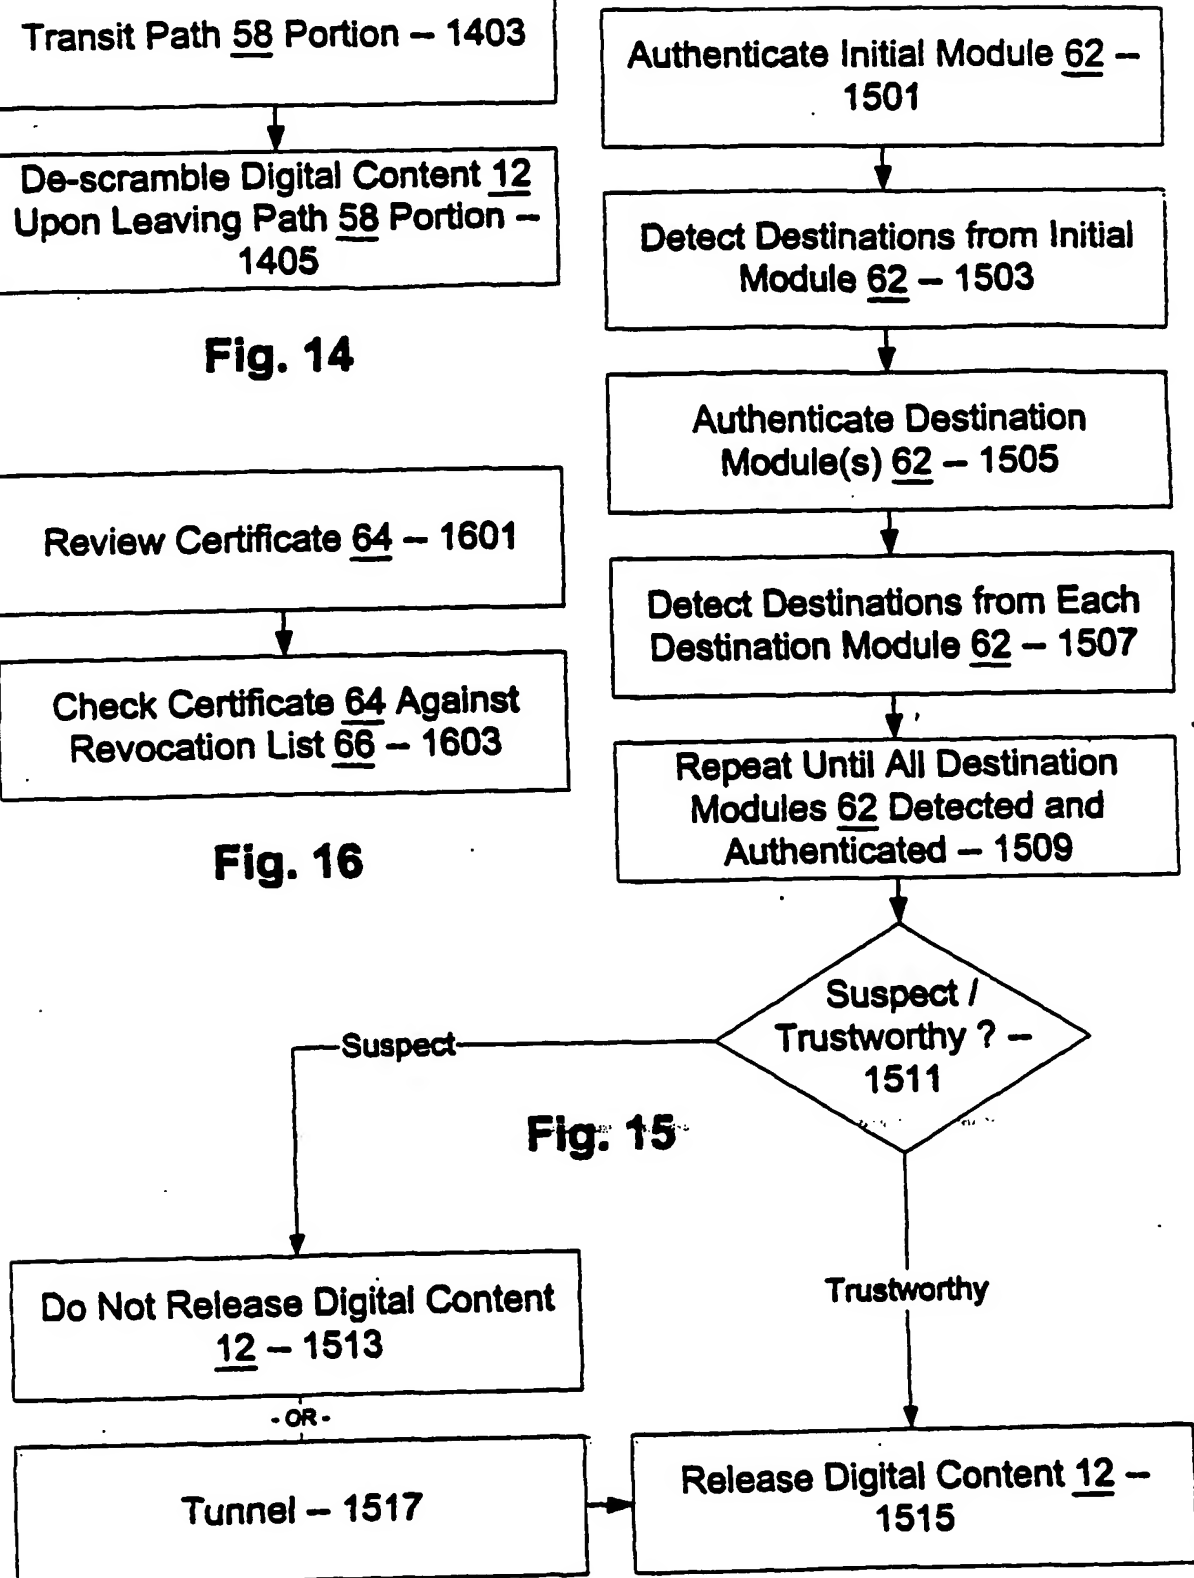 Transit Path 58 Portion – 1403
De-scramble Digital Content 12
Upon Leaving Path 58 Portion –
1405
Fig. 14
Review Certificate 64 – 1601
Check Certificate 64 Against
Revocation List 66 – 1603
Fig. 16
Authenticate Initial Module 62 –
1501
Detect Destinations from Initial
Module 62 – 1503
Authenticate Destination
Module(s) 62 – 1505
Detect Destinations from Each
Destination Module 62 – 1507
Repeat Until All Destination
Modules 62 Detected and
Authenticated – 1509
Suspect /
Trustworthy ? –
1511
Suspect
Fig. 15
Trustworthy
Do Not Release Digital Content
12 – 1513
- OR -
Tunnel – 1517
Release Digital Content 12 –
1515